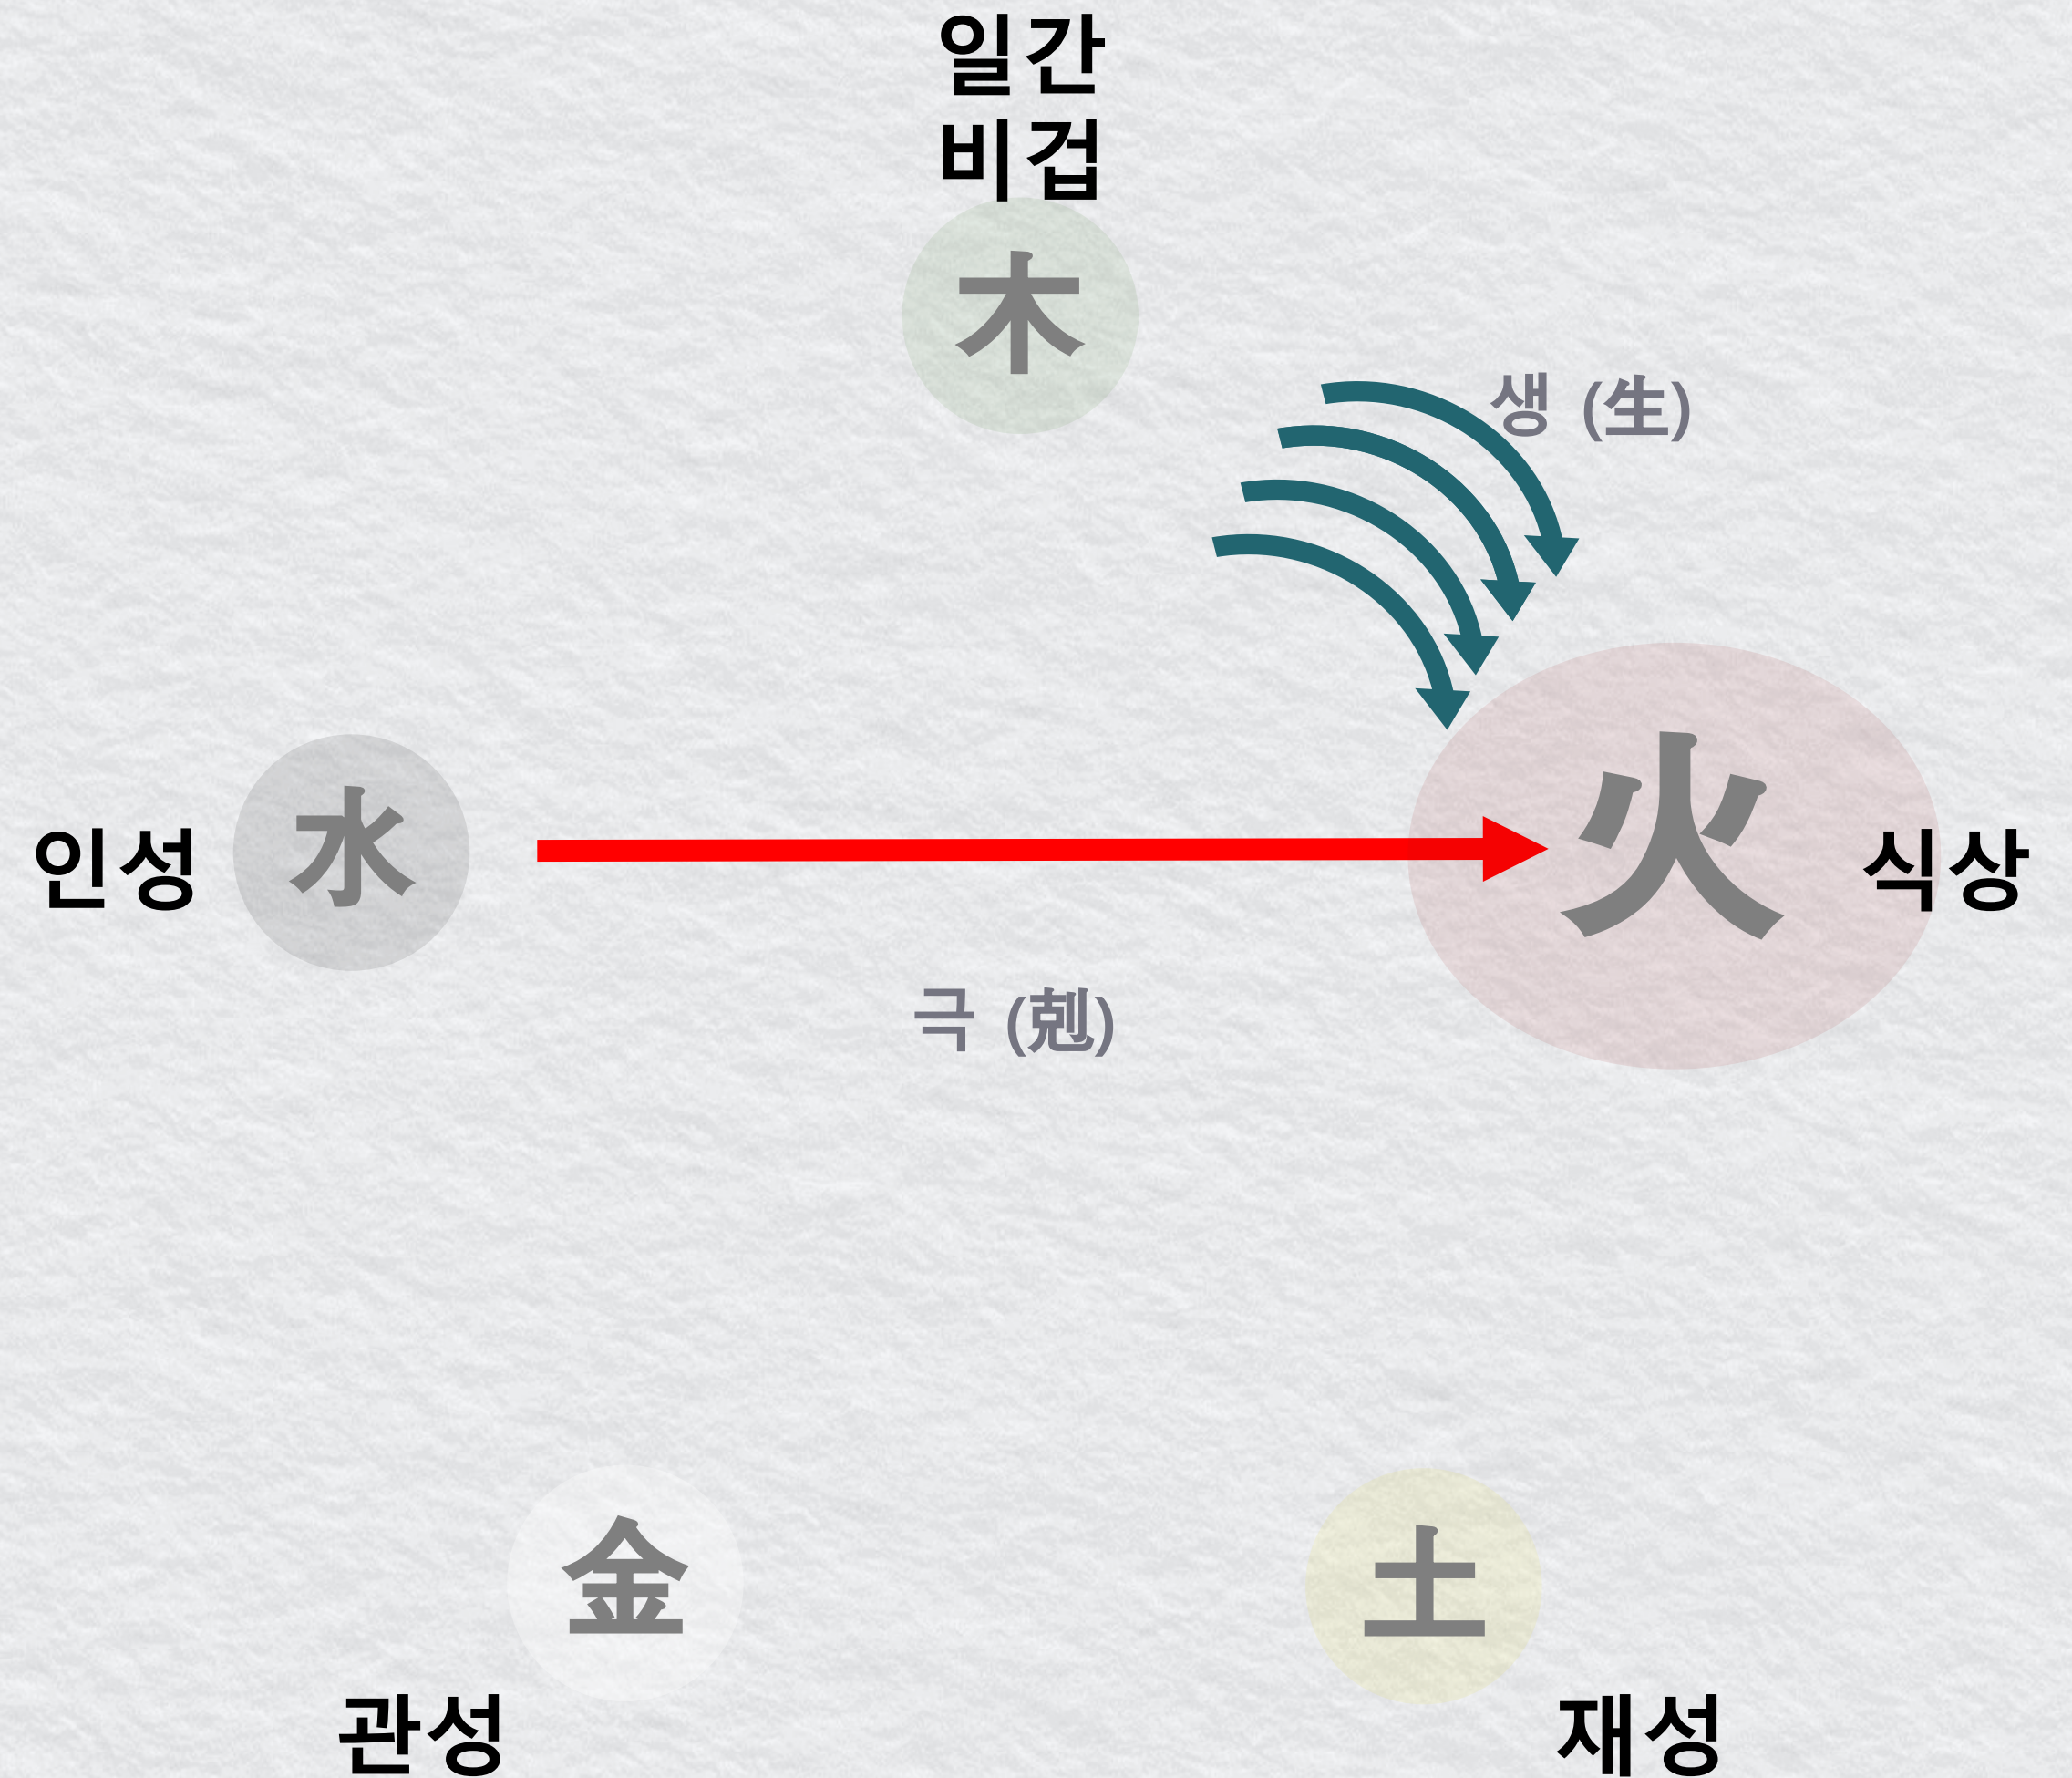 일간
비겁
木
생 (生)
인성
水
火
식상
극 (剋)
金
土
관성
재성